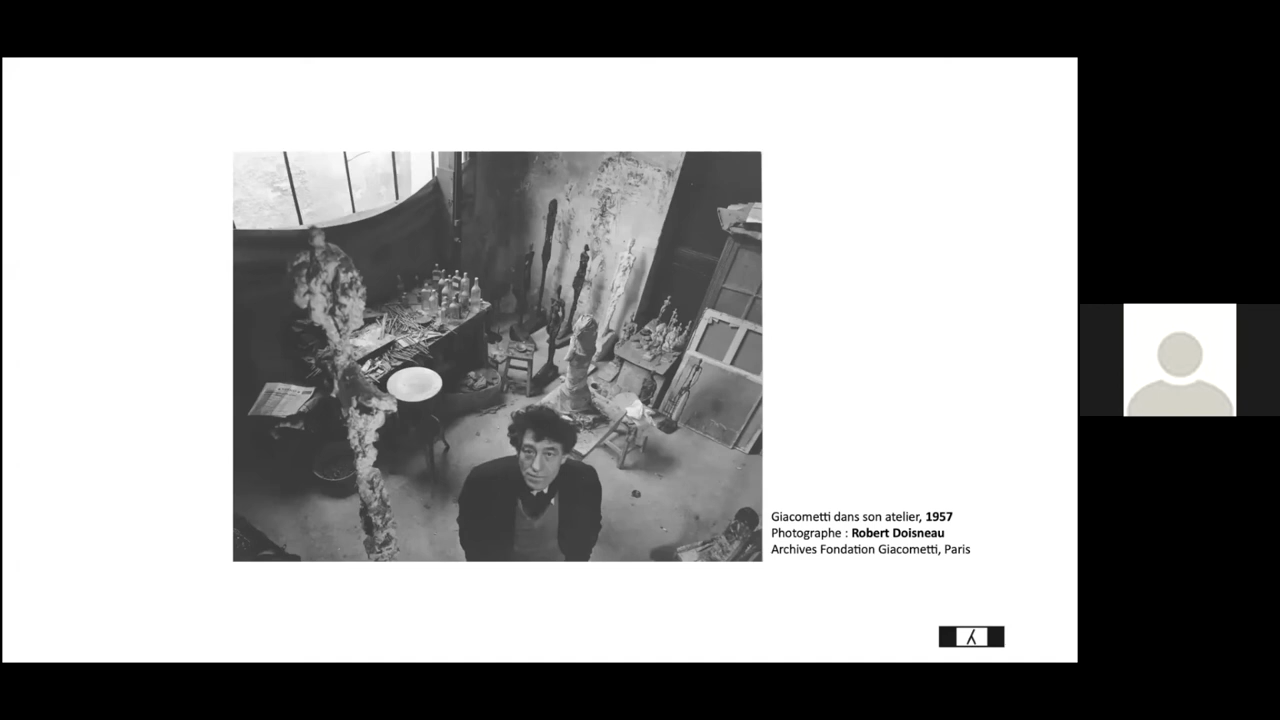 Giacometti dans son atelier, 1957
Photographe : Robert Doisneau
Archives Fondation Giacometti, Paris